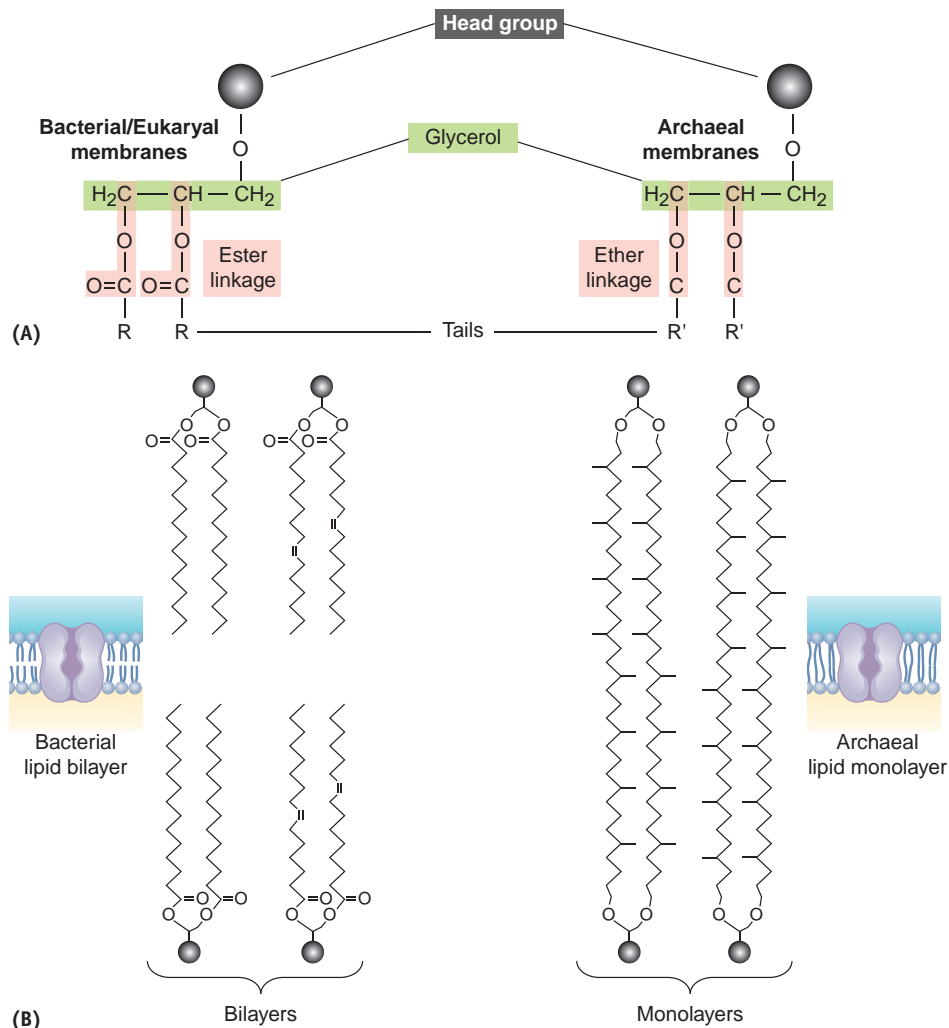 Head group
Bacterial/Eukaryal
membranes
Archaeal
membranes
O
O
Glycerol
H₂C — CH — CH₂
H₂C — CH — CH₂
O O
O O
Ester
linkage
Ether
linkage
O=C O=C
C C
R R
Tails
R' R'
(A)
O O
O=
O=
O O
O=
O=
O O
O O
Bacterial
lipid bilayer
Archaeal
lipid monolayer
=O
=O
O O
=O
=O
O O
O O
O O
(B)
Bilayers
Monolayers